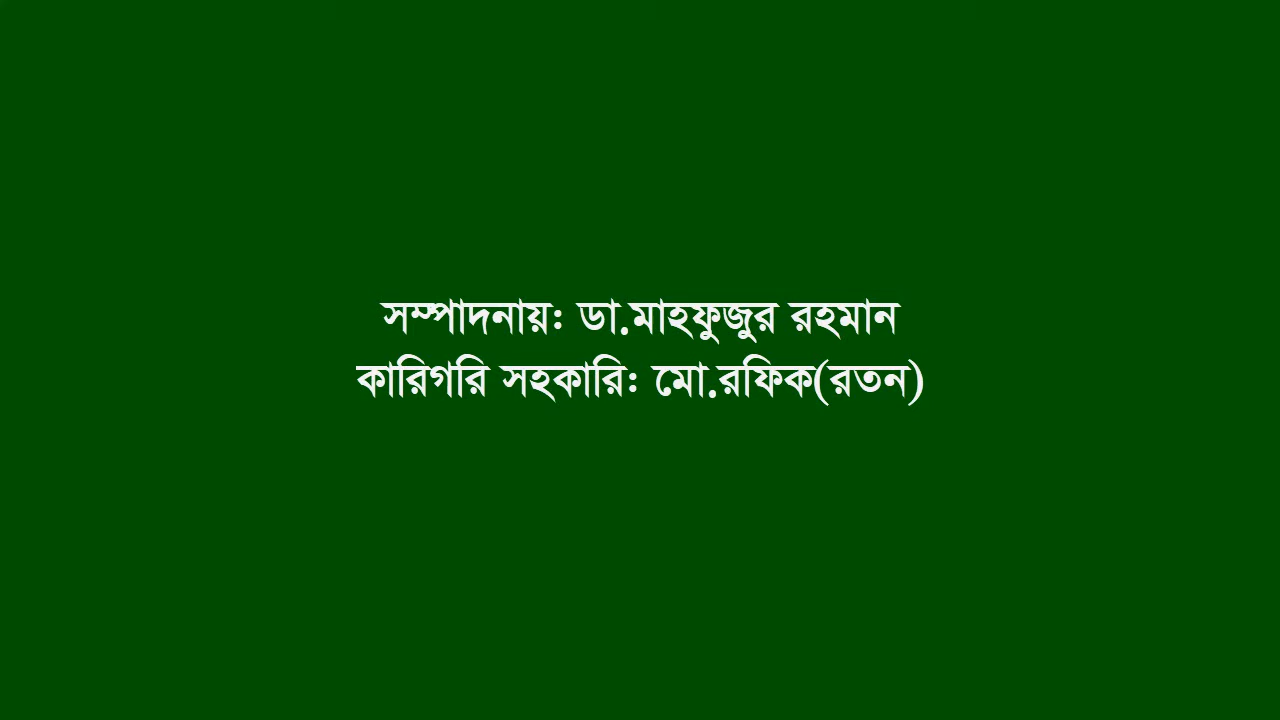 সম্পাদনায়: ডা.মাহফুজুর রহমান
কারিগরি সহকারি: মো.রফিক(রতন)